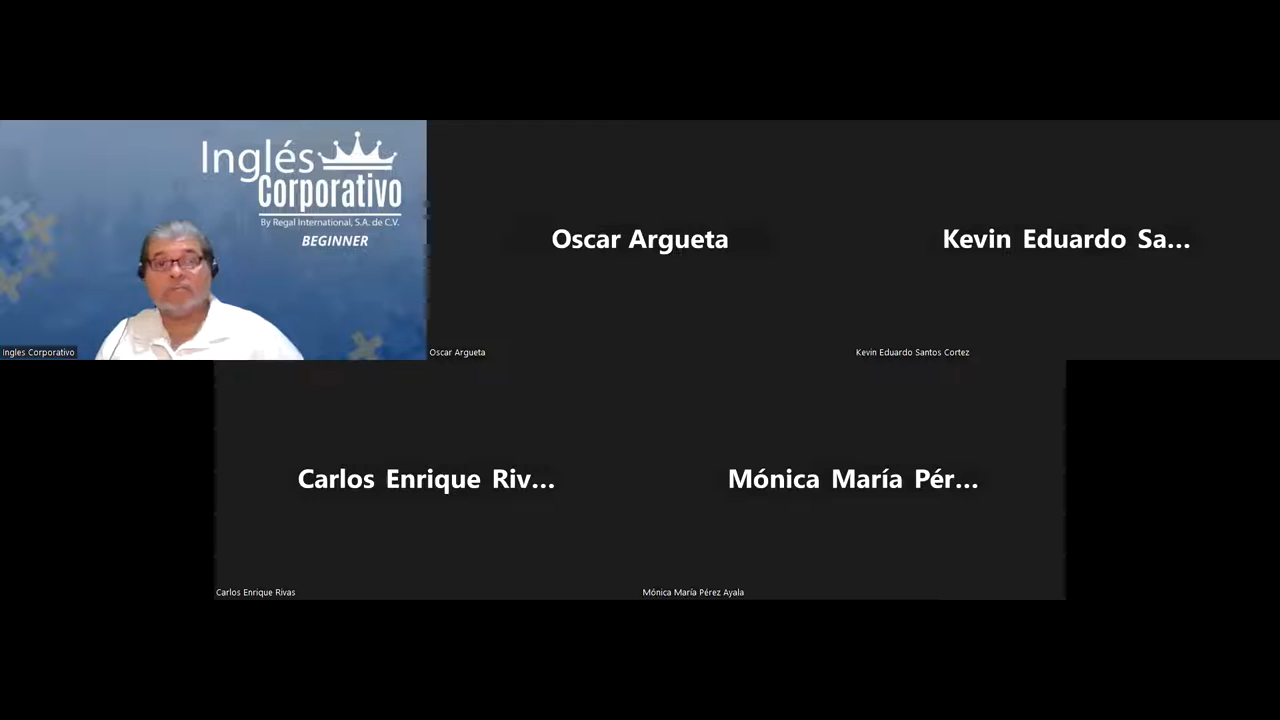 Inglés
Corporativo
By Regal International, S.A. de C.V.
BEGINNER
Ingles Corporativo
Oscar Argueta
Oscar Argueta
Kevin Eduardo Sa...
Kevin Eduardo Santos Cortez
Carlos Enrique Riv...
Carlos Enrique Rivas
Mónica María Pér...
Mónica María Pérez Ayala